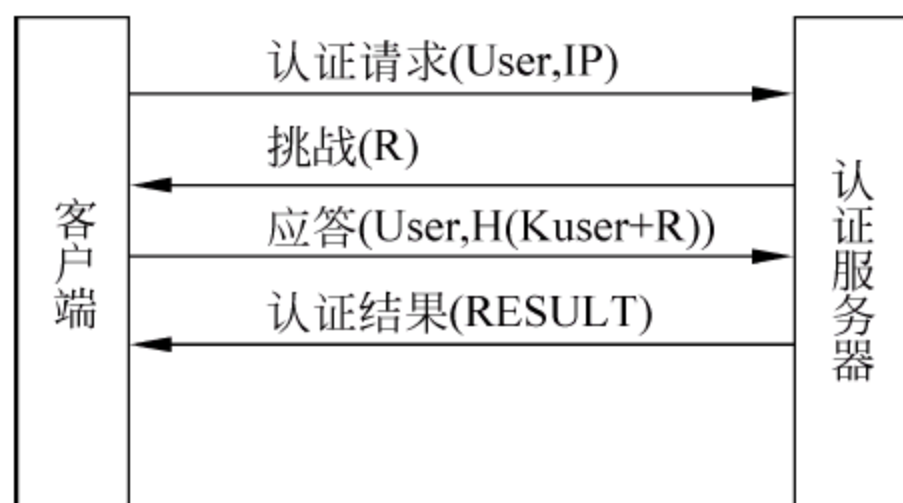 认证请求(User,IP)
挑战(R)
应答(User,H(Kuser+R))
认证结果(RESULT)
客户端
认证服务器